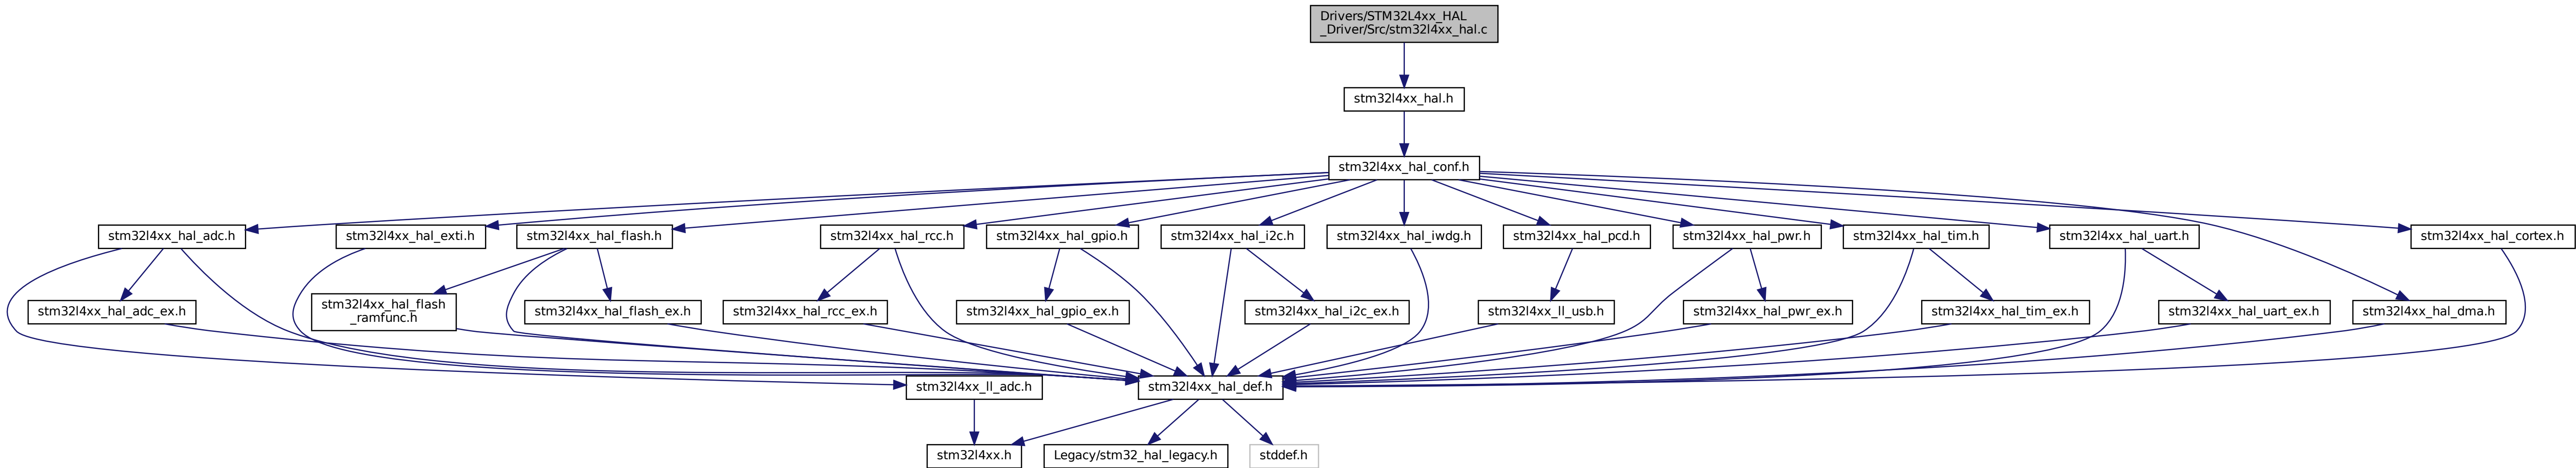 Drivers/STM32L4xx_HAL
_Driver/Src/stm32l4xx_hal.c
stm32l4xx_hal.h
stm32l4xx_hal_conf.h
stm32l4xx_hal_adc.h
stm32l4xx_hal_exti.h
stm32l4xx_hal_flash.h
stm32l4xx_hal_rcc.h
stm32l4xx_hal_gpio.h
stm32l4xx_hal_i2c.h
stm32l4xx_hal_iwdg.h
stm32l4xx_hal_pcd.h
stm32l4xx_hal_pwr.h
stm32l4xx_hal_tim.h
stm32l4xx_hal_uart.h
stm32l4xx_hal_cortex.h
stm32l4xx_hal_adc_ex.h
stm32l4xx_hal_flash
_ramfunc.h
stm32l4xx_hal_flash_ex.h
stm32l4xx_hal_rcc_ex.h
stm32l4xx_hal_gpio_ex.h
stm32l4xx_hal_i2c_ex.h
stm32l4xx_ll_usb.h
stm32l4xx_hal_pwr_ex.h
stm32l4xx_hal_tim_ex.h
stm32l4xx_hal_uart_ex.h
stm32l4xx_hal_dma.h
stm32l4xx_ll_adc.h
stm32l4xx_hal_def.h
stm32l4xx.h
Legacy/stm32_hal_legacy.h
stddef.h